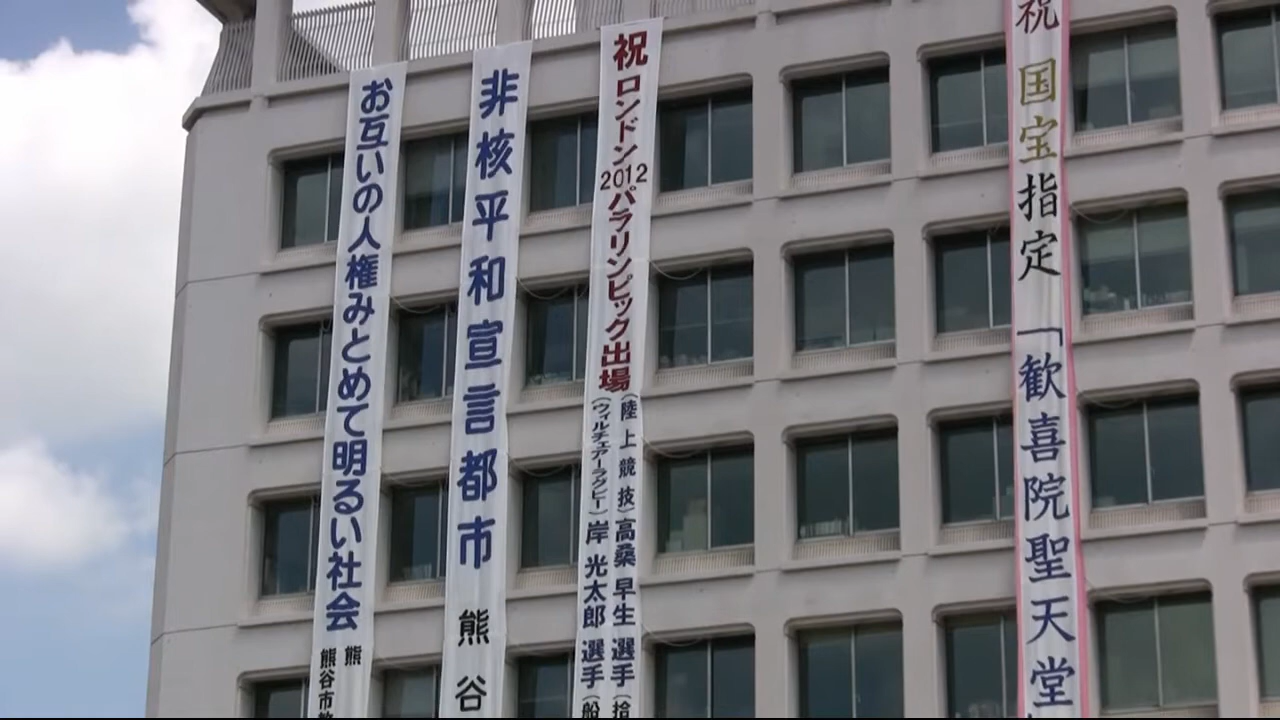 祝 国宝指定 「歓喜院聖天堂
祝 ロンドン2012パラリンピック出場
(陸上競技)高桑 早生 選手(拾
(ウィルチェアーラグビー)岸 光太郎 選手(船
非核平和宣言都市 熊谷
お互いの人権みとめて明るい社会
熊
熊谷市